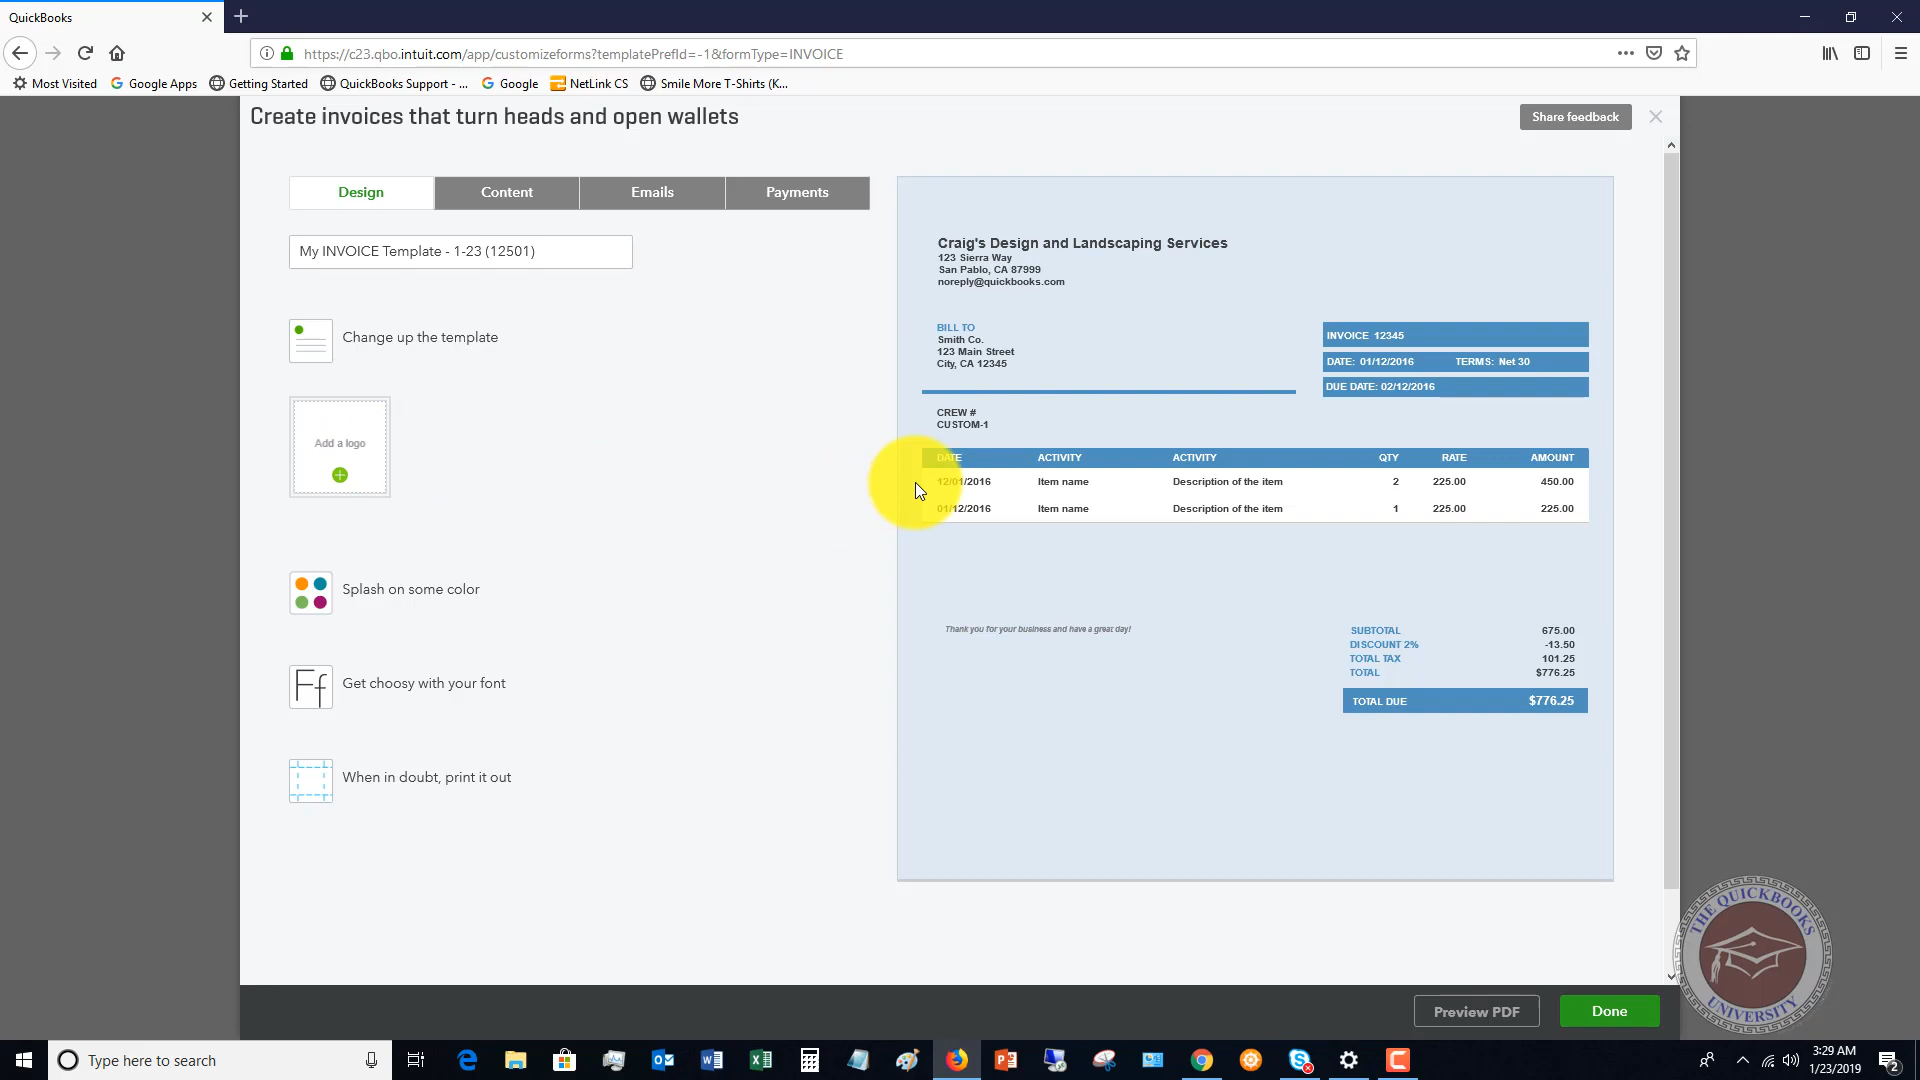 QuickBooks
https://c23.qbo.intuit.com/app/customizeforms?templatePrefId=-1&formType=INVOICE
Most Visited Google Apps Getting Started QuickBooks Support - ... Google NetLink CS Smile More T-Shirts (K...
Create invoices that turn heads and open wallets
Share feedback
Design Content Emails Payments
My INVOICE Template - 1-23 (12501)
Change up the template
Add a logo
Splash on some color
Ff Get choosy with your font
When in doubt, print it out
Craig's Design and Landscaping Services
123 Sierra Way
San Pablo, CA 87999
noreply@quickbooks.com
BILL TO
Smith Co.
123 Main Street
City, CA 12345
INVOICE 12345
DATE: 01/12/2016 TERMS: Net 30
DUE DATE: 02/12/2016
CREW #
CUSTOM-1
DATE ACTIVITY ACTIVITY QTY RATE AMOUNT
12/01/2016 Item name Description of the item 2 225.00 450.00
01/12/2016 Item name Description of the item 1 225.00 225.00
Thank you for your business and have a great day!
SUBTOTAL 675.00
DISCOUNT 2% -13.50
TOTAL TAX 101.25
TOTAL $776.25
TOTAL DUE $776.25
THE QUICKBOOKS
UNIVERSITY
Preview PDF Done
Type here to search
3:29 AM
1/23/2019
2